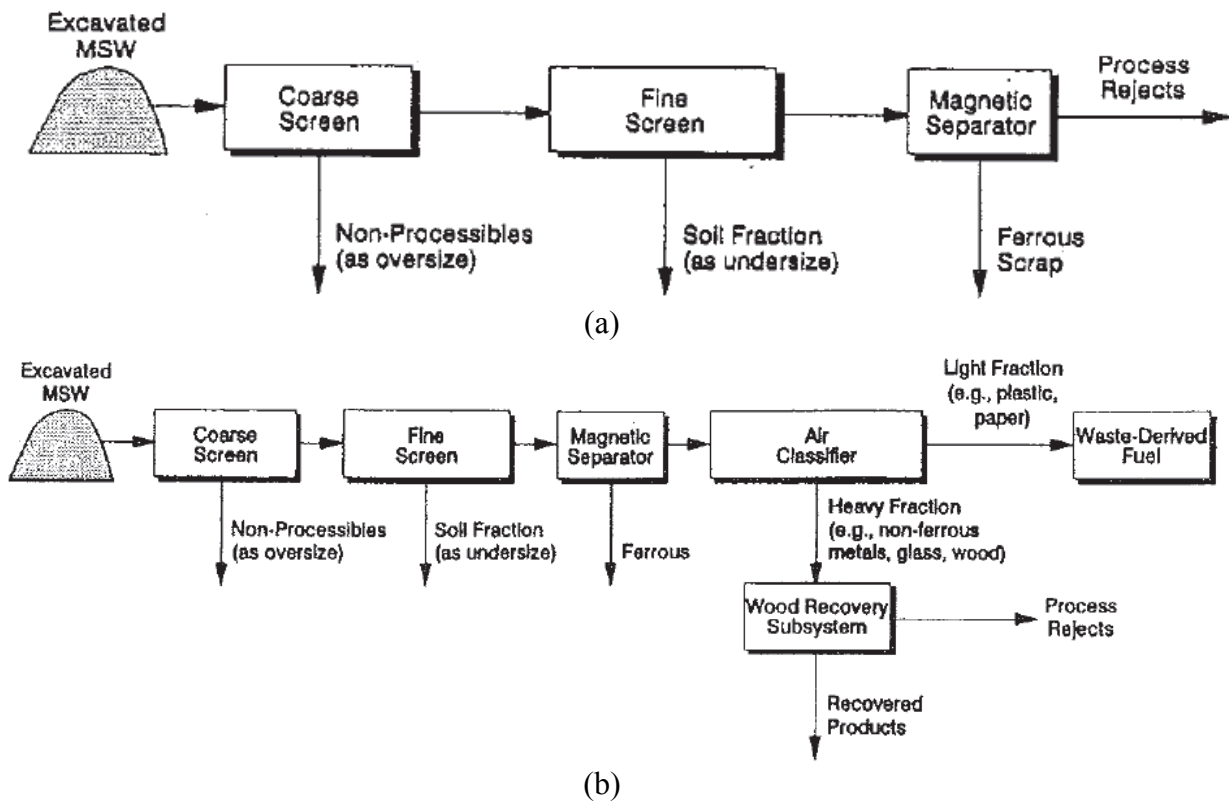 Excavated
MSW
Coarse
Screen
Fine
Screen
Magnetic
Separator
Process
Rejects
Non-Processibles
(as oversize)
Soil Fraction
(as undersize)
Ferrous
Scrap
(a)
Excavated
MSW
Coarse
Screen
Fine
Screen
Magnetic
Separator
Air
Classifier
Light Fraction
(e.g., plastic,
paper)
Waste-Derived
Fuel
Non-Processibles
(as oversize)
Soil Fraction
(as undersize)
Ferrous
Heavy Fraction
(e.g., non-ferrous
metals, glass, wood)
Wood Recovery
Subsystem
Process
Rejects
Recovered
Products
(b)